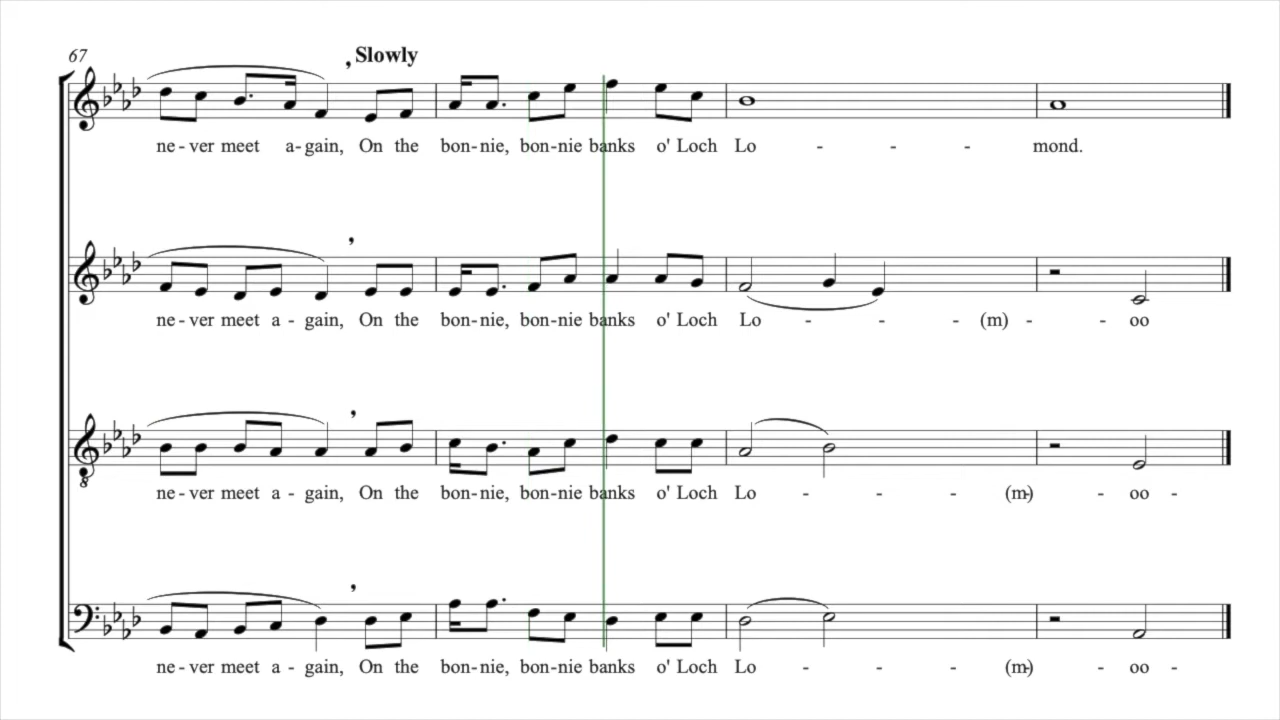 67
, Slowly
ne - ver meet a - gain, On the bon - nie, bon - nie banks o' Loch Lo - - - mond.
,
ne - ver meet a - gain, On the bon - nie, bon - nie banks o' Loch Lo - - - (m) - - oo
,
8
ne - ver meet a - gain, On the bon - nie, bon - nie banks o' Loch Lo - - - (m) - - oo -
,
ne - ver meet a - gain, On the bon - nie, bon - nie banks o' Loch Lo - - - (m) - - oo -